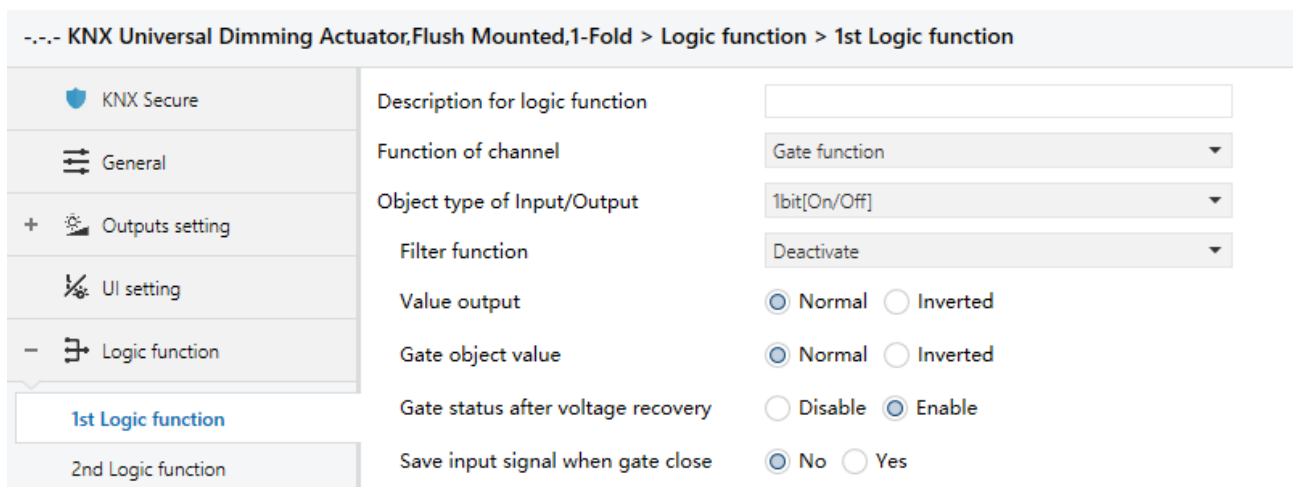 -.-.- KNX Universal Dimming Actuator,Flush Mounted,1-Fold > Logic function > 1st Logic function
KNX Secure
General
+ Outputs setting
UI setting
− Logic function
1st Logic function
2nd Logic function
Description for logic function
Function of channel Gate function
Object type of Input/Output 1bit[On/Off]
Filter function Deactivate
Value output Normal Inverted
Gate object value Normal Inverted
Gate status after voltage recovery Disable Enable
Save input signal when gate close No Yes